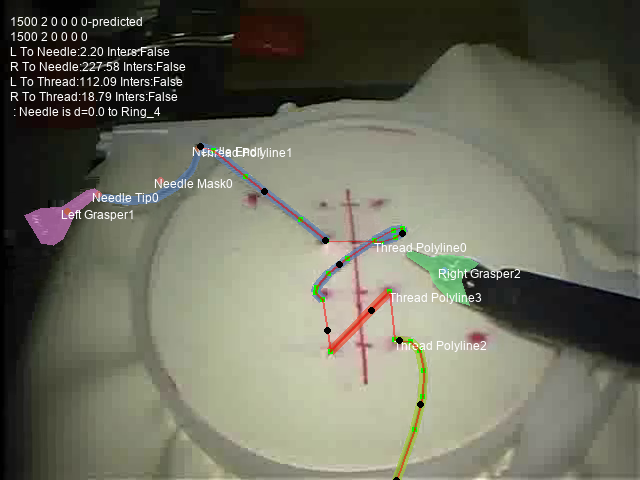 1500 2 0 0 0 0-predicted
1500 2 0 0 0 0
L To Needle:2.20 Inters:False
R To Needle:227.58 Inters:False
L To Thread:112.09 Inters:False
R To Thread:18.79 Inters:False
: Needle is d=0.0 to Ring_4
Thread Polyline1
Needle Mask0
Needle Tip0
Left Grasper1
Thread Polyline0
Right Grasper2
Thread Polyline3
Thread Polyline2